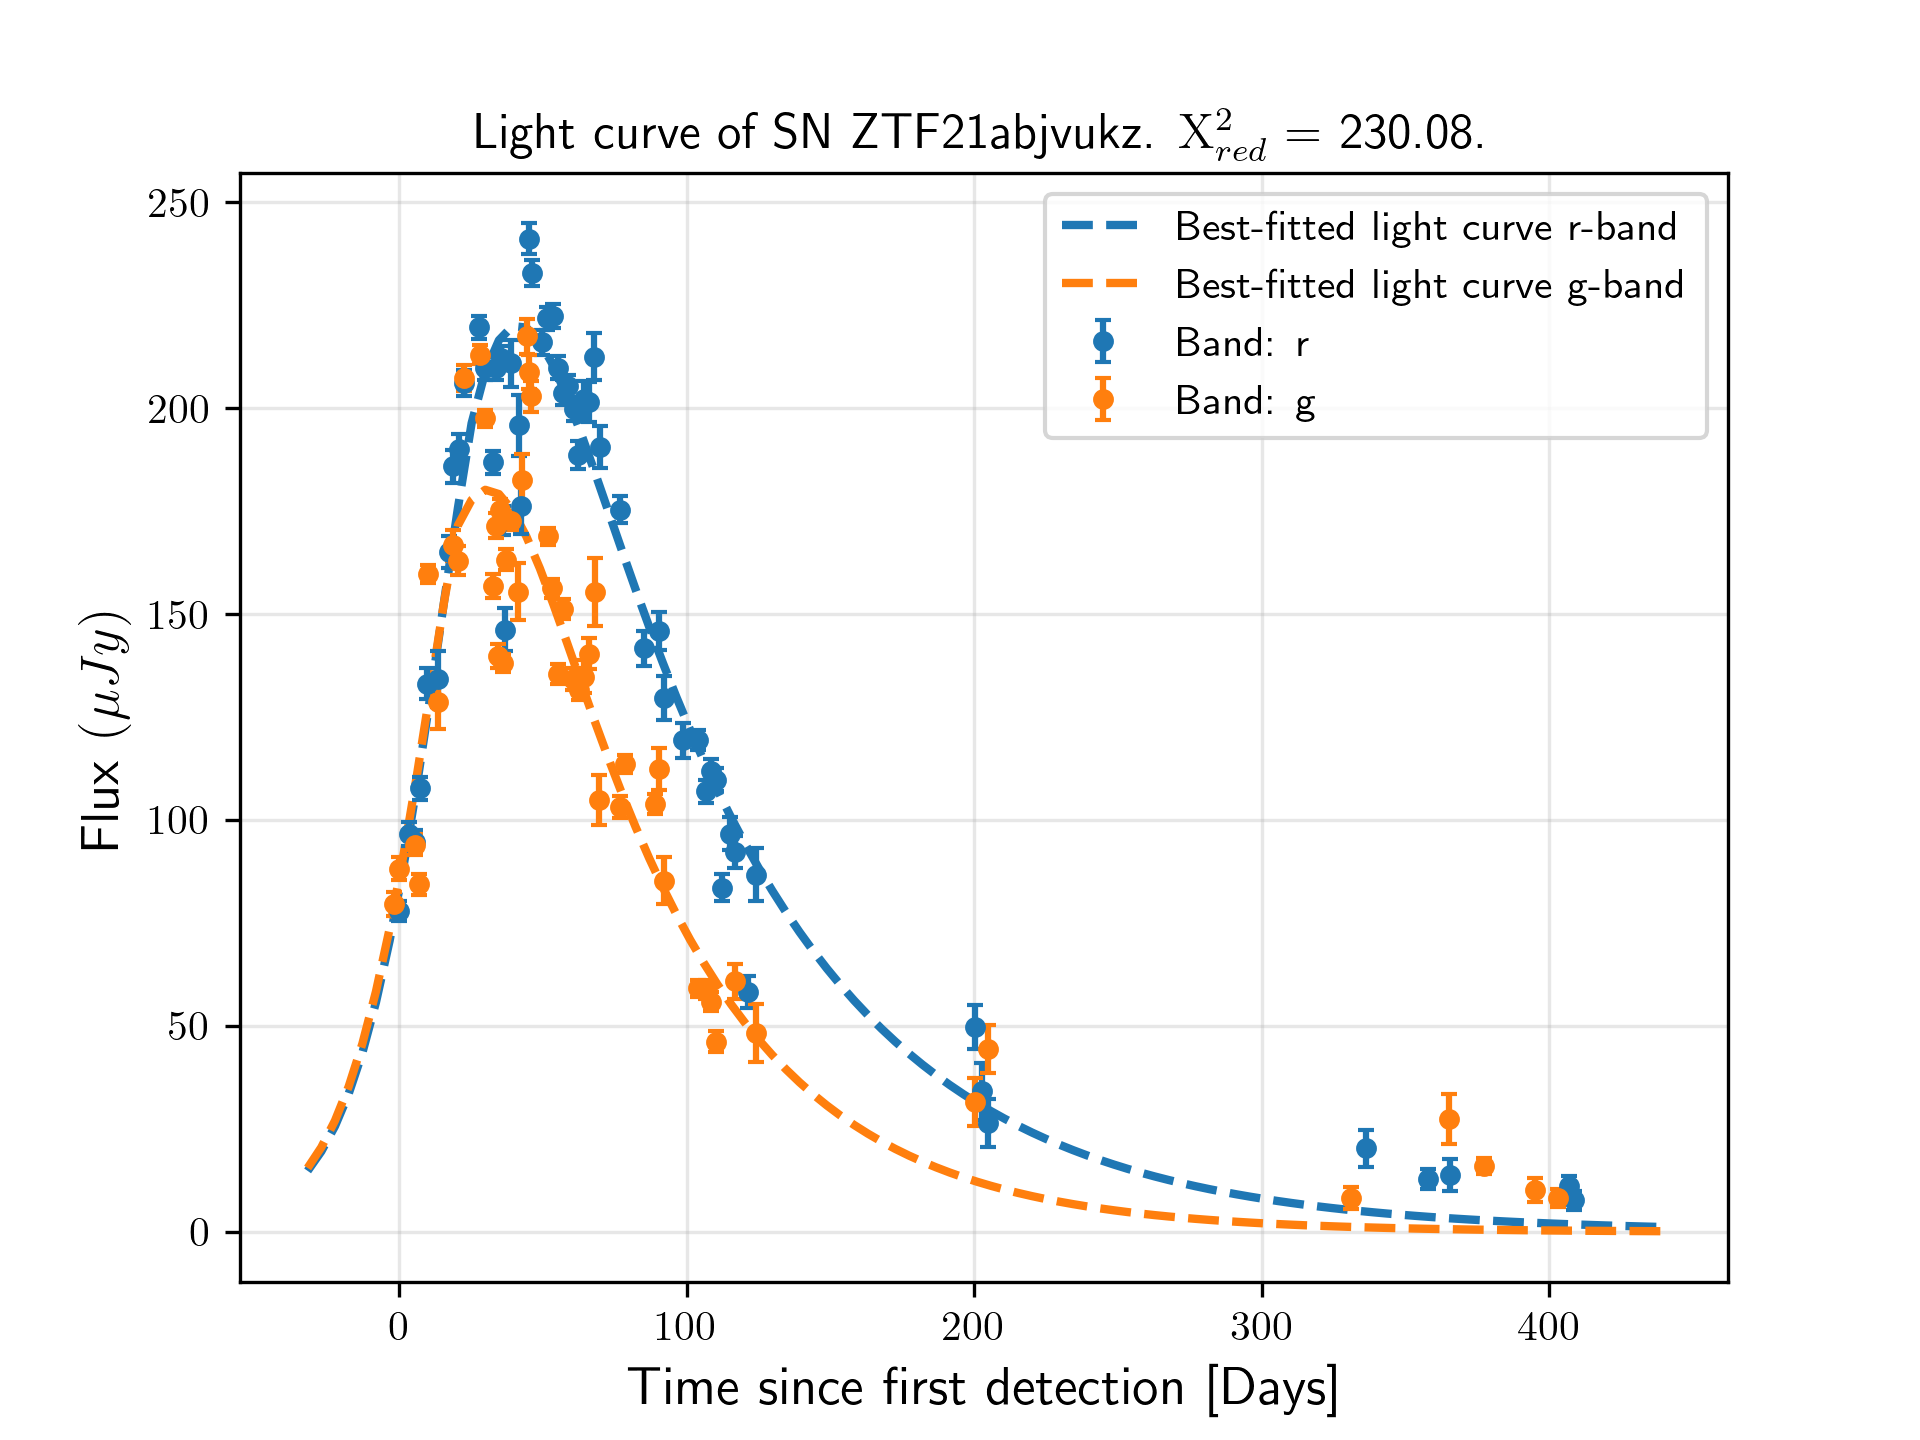 Light curve of SN ZTF21abjvukz. X²_red = 230.08.
Best-fitted light curve r-band
Best-fitted light curve g-band
Band: r
Band: g
Flux (μJy)
250
200
150
100
50
0
0 100 200 300 400
Time since first detection [Days]